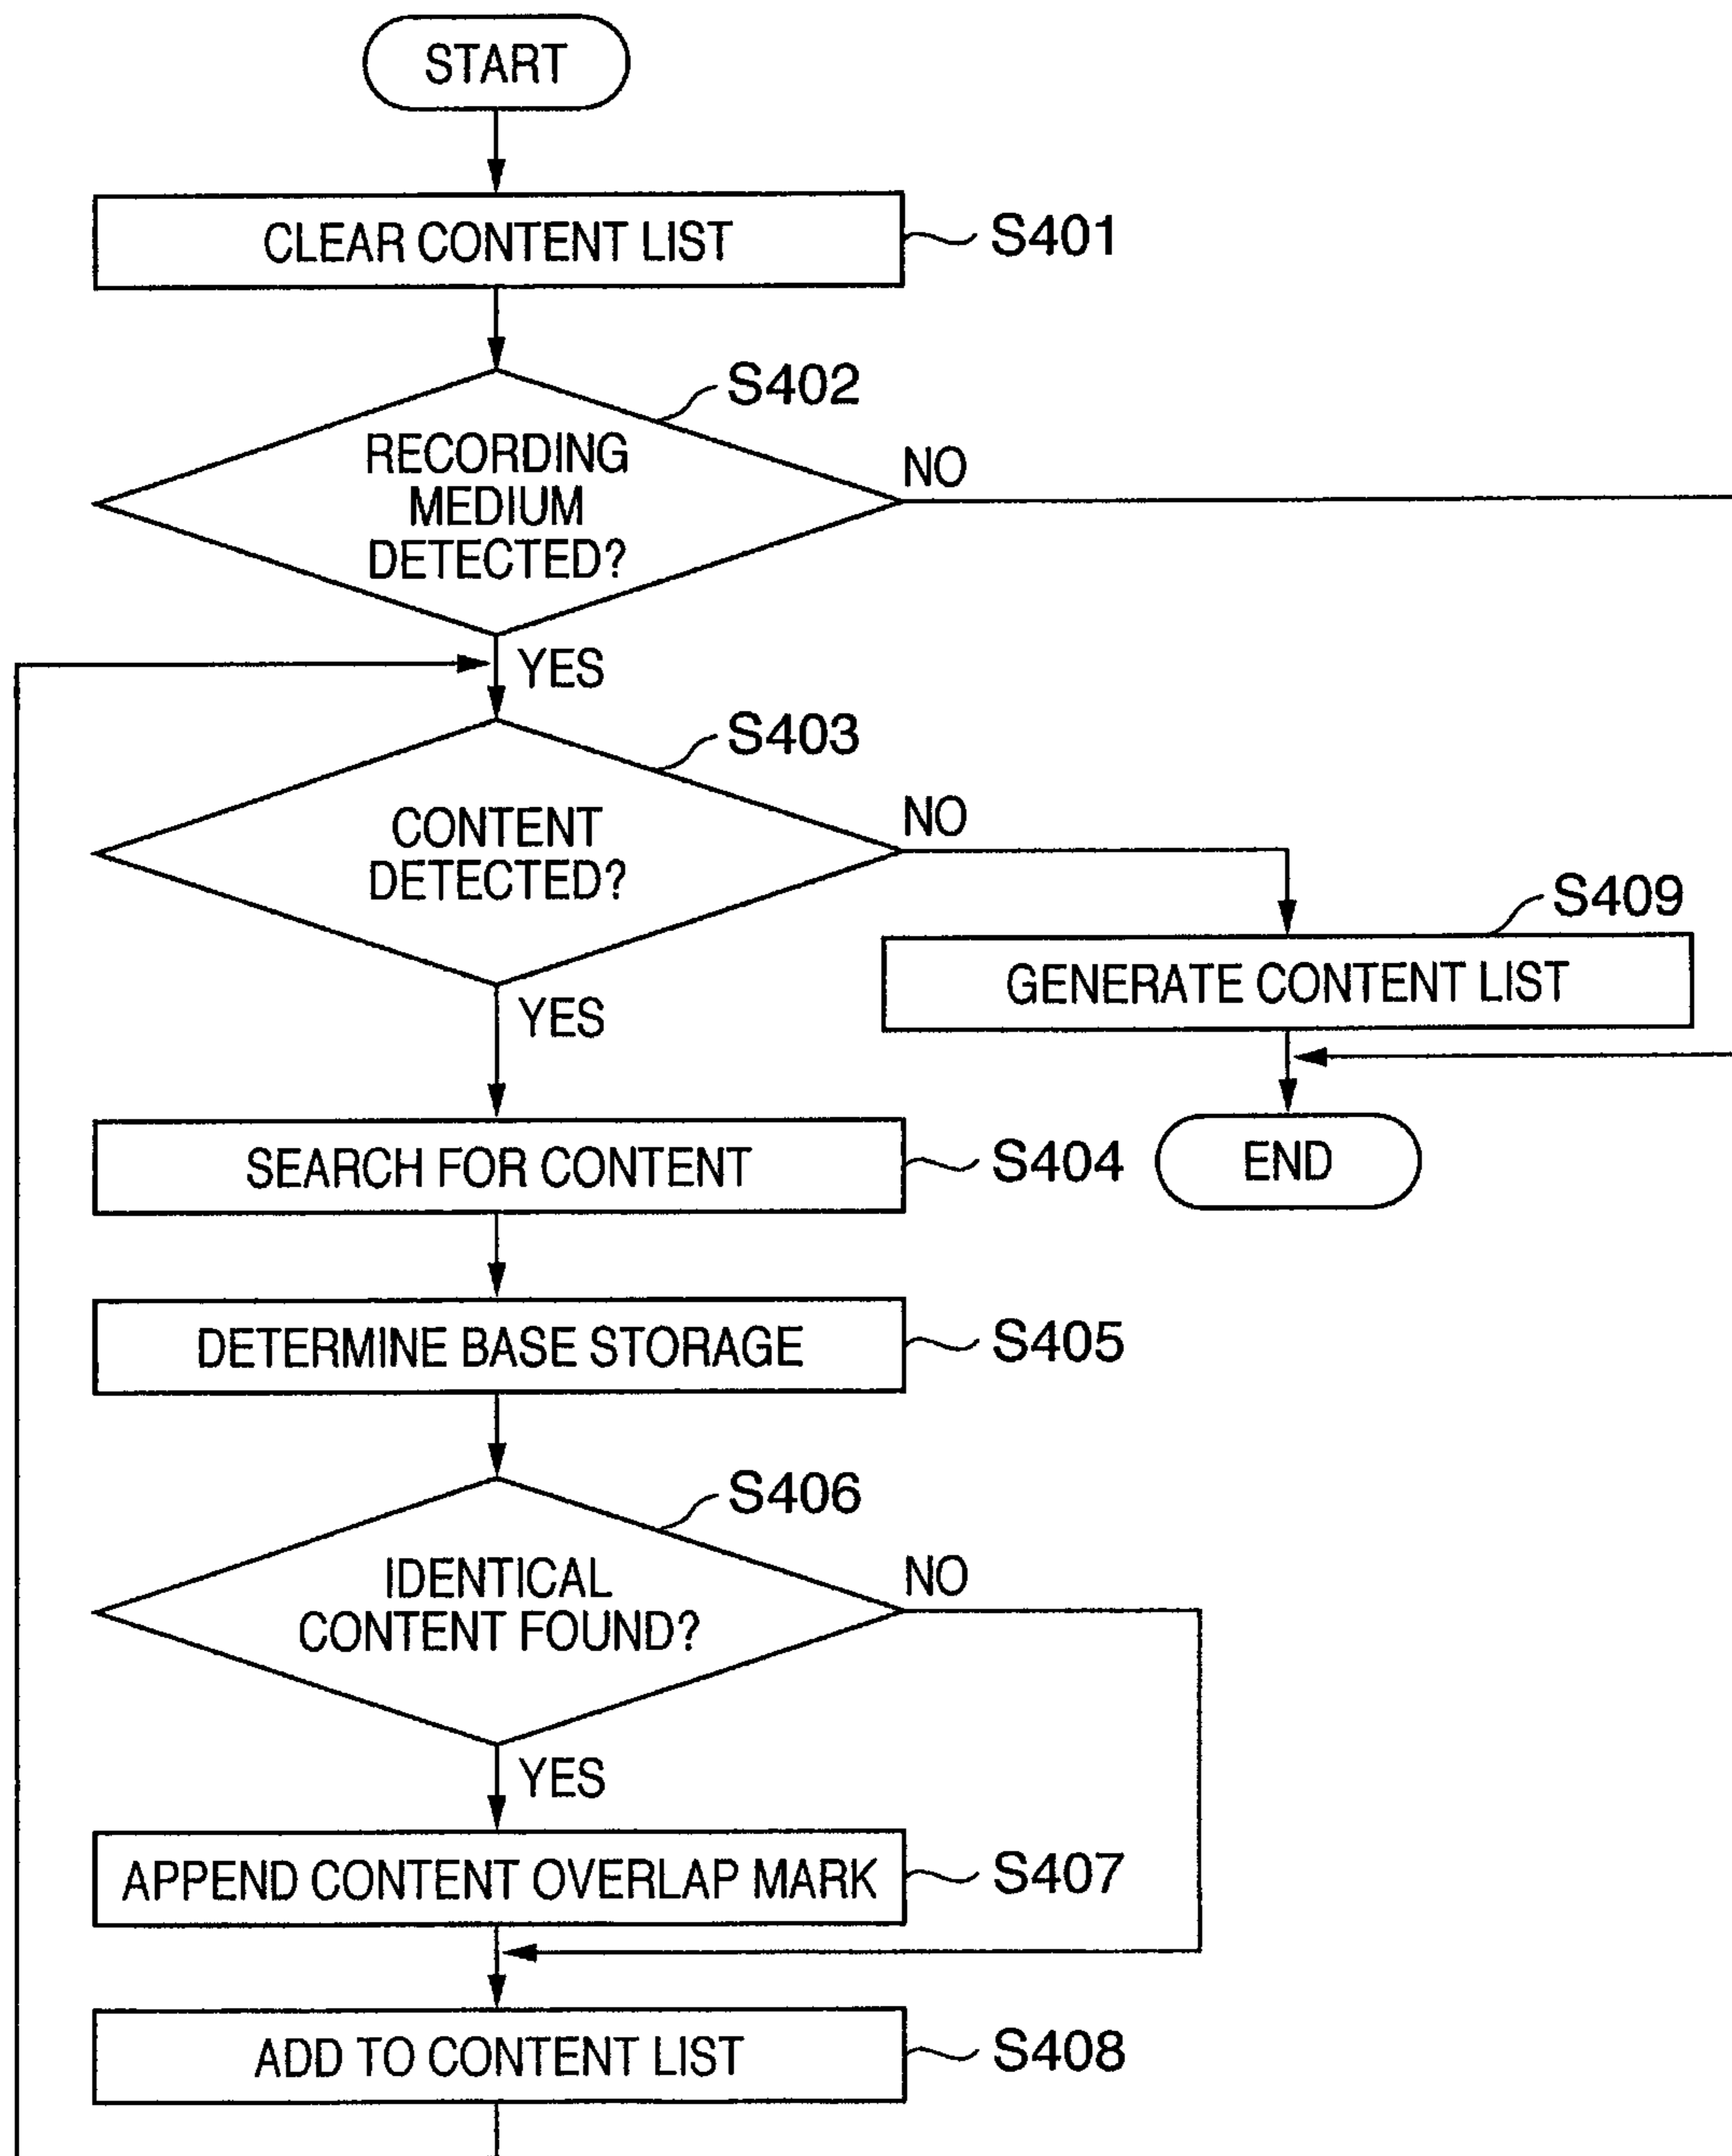 START
CLEAR CONTENT LIST
S401
S402
RECORDING
MEDIUM
DETECTED?
NO
YES
S403
CONTENT
DETECTED?
NO
S409
GENERATE CONTENT LIST
YES
SEARCH FOR CONTENT
S404
END
DETERMINE BASE STORAGE
S405
S406
IDENTICAL
CONTENT FOUND?
NO
YES
APPEND CONTENT OVERLAP MARK
S407
ADD TO CONTENT LIST
S408